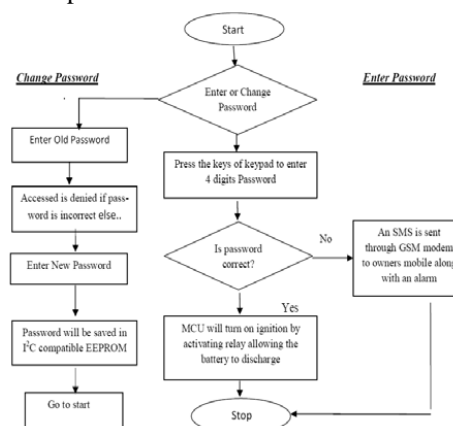 Start
Change Password
Enter Password
Enter or Change
Password
Enter Old Password
Press the keys of keypad to enter
4 digits Password
Accessed is denied if pass-
word is incorrect else..
Is password
correct?
No
An SMS is sent
through GSM modem
to owners mobile along
with an alarm
Enter New Password
Yes
Password will be saved in
I²C compatible EEPROM
MCU will turn on ignition by
activating relay allowing the
battery to discharge
Go to start
Stop